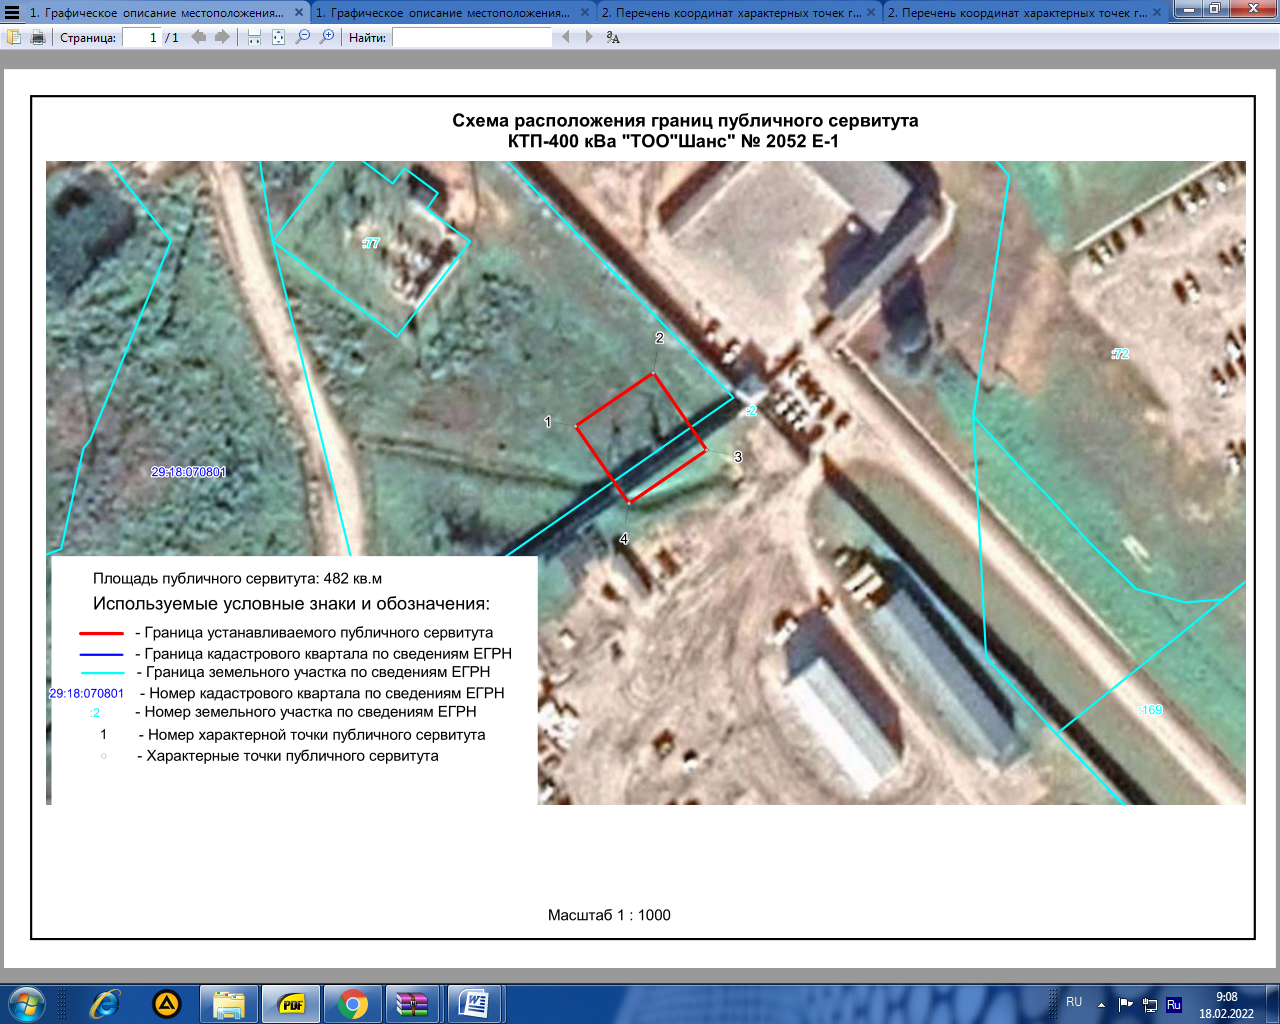 1. Графическое описание местоположения...
1. Графическое описание местоположения...
2. Перечень координат характерных точек г...
2. Перечень координат характерных точек г...
Страница: 1 / 1
Найти:
Схема расположения границ публичного сервитута
КТП-400 кВа "ТОО"Шанс" № 2052 Е-1
:77
2
:72
1
:2
3
29:18:070801
4
:169
Площадь публичного сервитута: 482 кв.м
Используемые условные знаки и обозначения:
- Граница устанавливаемого публичного сервитута
- Граница кадастрового квартала по сведениям ЕГРН
- Граница земельного участка по сведениям ЕГРН
29:18:070801 - Номер кадастрового квартала по сведениям ЕГРН
:2 - Номер земельного участка по сведениям ЕГРН
1 - Номер характерной точки публичного сервитута
- Характерные точки публичного сервитута
Масштаб 1 : 1000
PDF
RU
Ru
9:08
18.02.2022